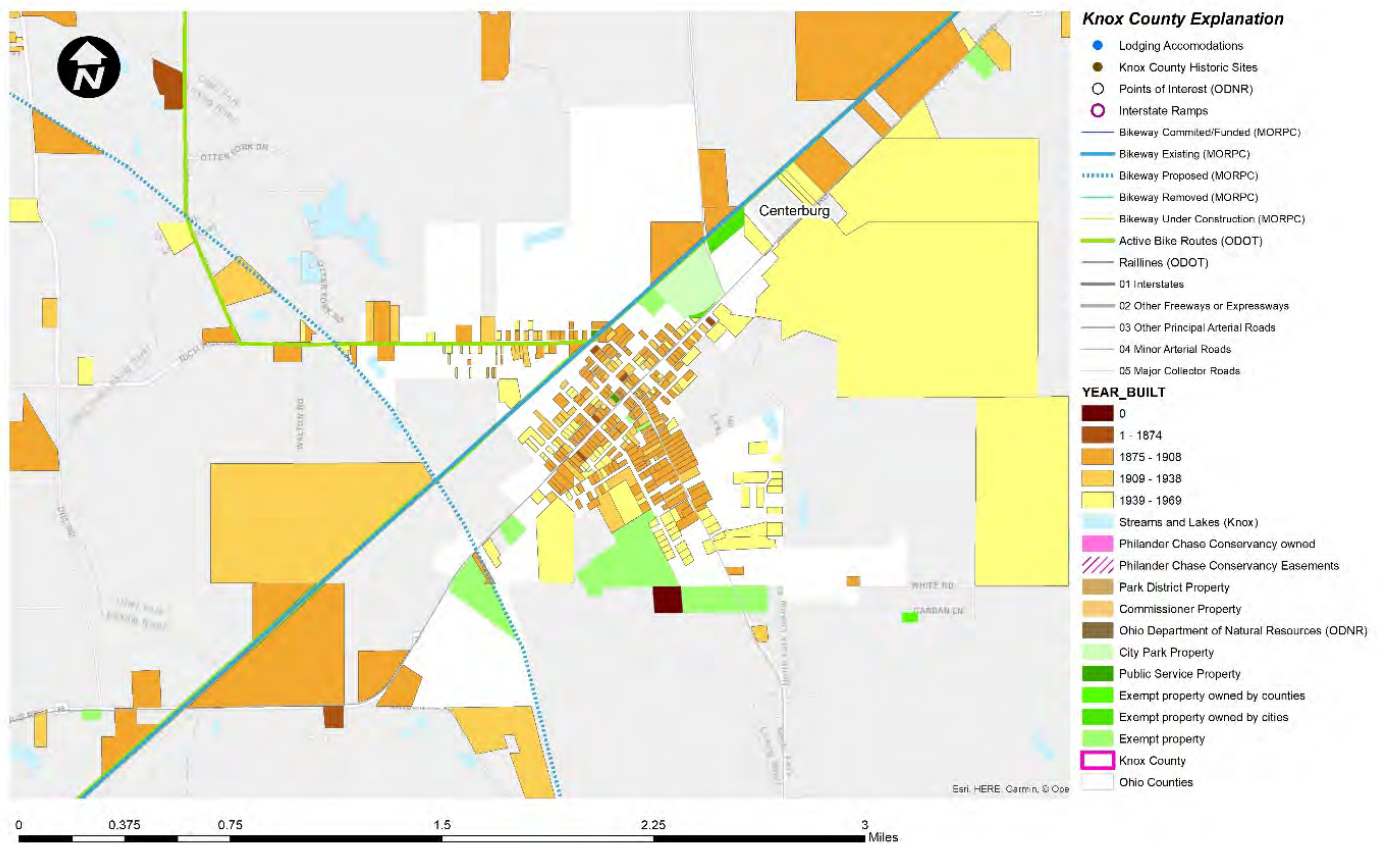 N
OTTER FORK DR
OTTER FORK RD
WALTON RD
Centerburg
WHITE RD
CARDAN LN
Esri, HERE, Garmin, © Ope
Knox County Explanation
Lodging Accomodations
Knox County Historic Sites
Points of Interest (ODNR)
Interstate Ramps
Bikeway Commited/Funded (MORPC)
Bikeway Existing (MORPC)
Bikeway Proposed (MORPC)
Bikeway Removed (MORPC)
Bikeway Under Construction (MORPC)
Active Bike Routes (ODOT)
Raillines (ODOT)
01 Interstates
02 Other Freeways or Expressways
03 Other Principal Arterial Roads
04 Minor Arterial Roads
05 Major Collector Roads
YEAR_BUILT
0
1 - 1874
1875 - 1908
1909 - 1938
1939 - 1969
Streams and Lakes (Knox)
Philander Chase Conservancy owned
Philander Chase Conservancy Easements
Park District Property
Commissioner Property
Ohio Department of Natural Resources (ODNR)
City Park Property
Public Service Property
Exempt property owned by counties
Exempt property owned by cities
Exempt property
Knox County
Ohio Counties
0 0.375 0.75 1.5 2.25 3
Miles